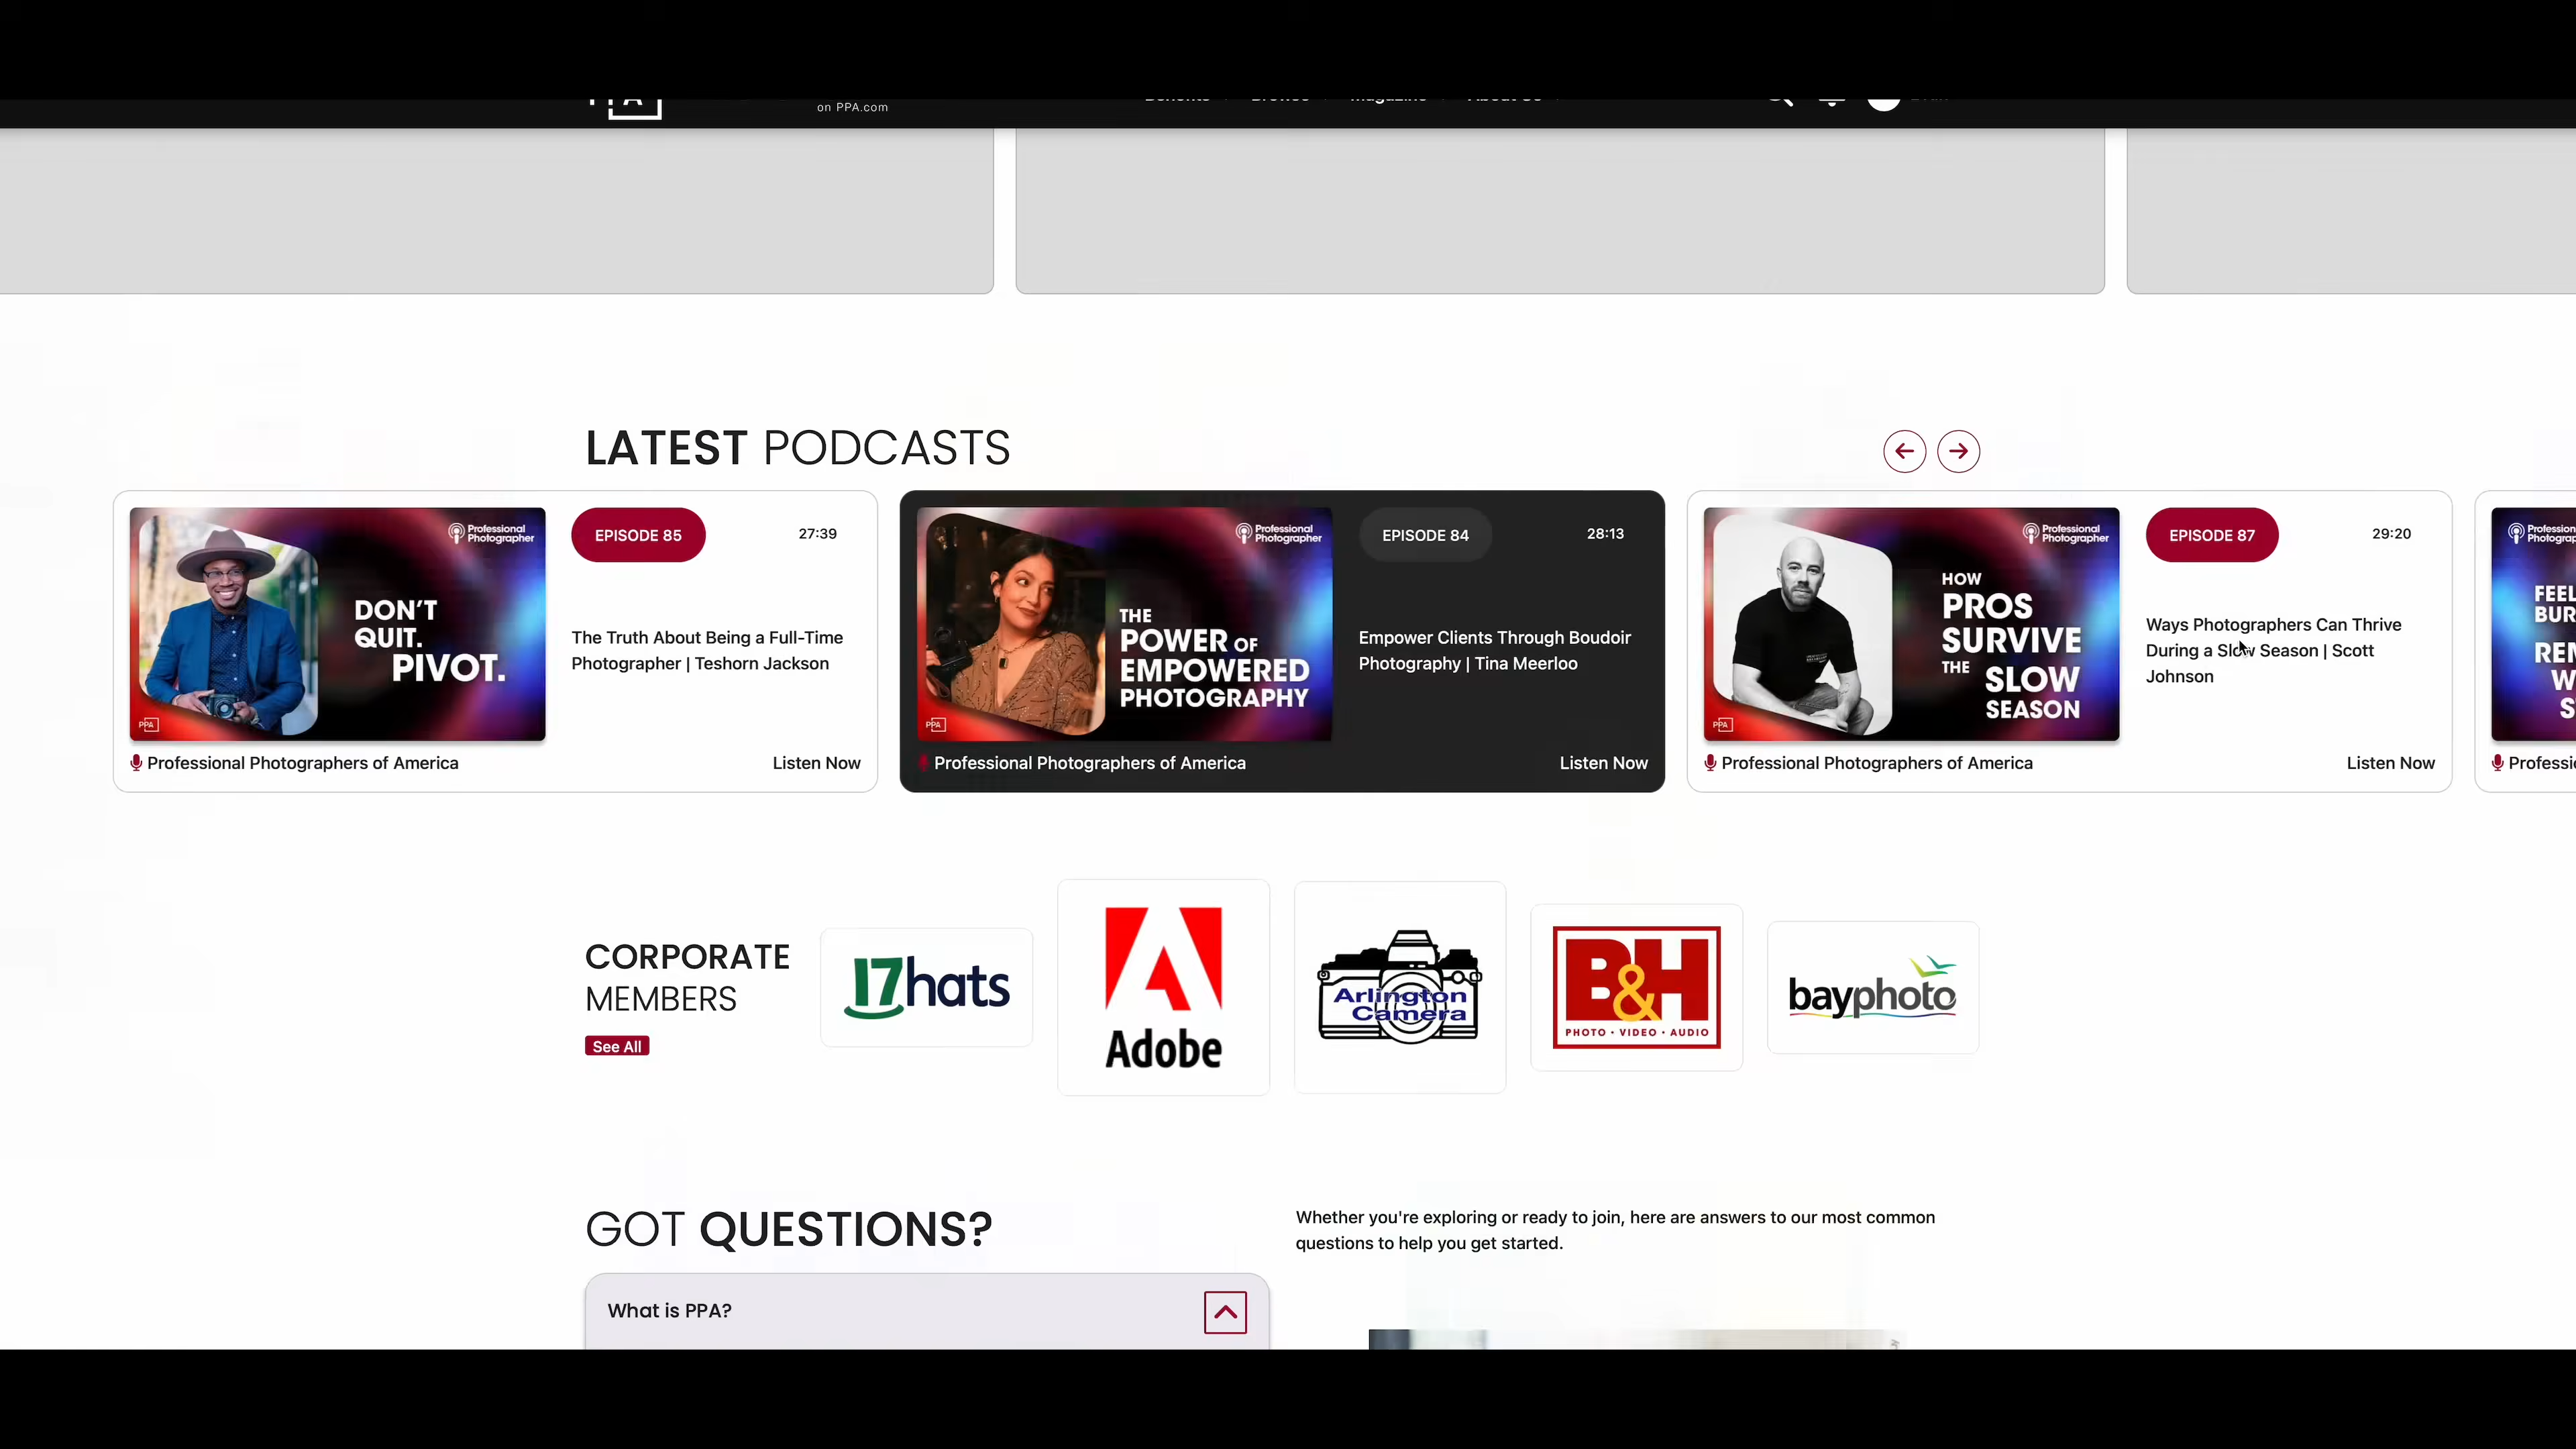 on PPA.com
LATEST PODCASTS
Professional
Photographer
DON'T
QUIT.
PIVOT.
PPA
EPISODE 85
27:39
The Truth About Being a Full-Time
Photographer | Teshorn Jackson
Professional Photographers of America
Listen Now
Professional
Photographer
THE
POWER OF
EMPOWERED
PHOTOGRAPHY
PPA
EPISODE 84
28:13
Empower Clients Through Boudoir
Photography | Tina Meerloo
Professional Photographers of America
Listen Now
Professional
Photographer
HOW
PROS
SURVIVE
THE SLOW
SEASON
PPA
EPISODE 87
29:20
Ways Photographers Can Thrive
During a Slow Season | Scott
Johnson
Professional Photographers of America
Listen Now
CORPORATE
MEMBERS
See All
17hats
Adobe
Arlington
Camera
B&H
PHOTO · VIDEO · AUDIO
bayphoto
GOT QUESTIONS?
Whether you're exploring or ready to join, here are answers to our most common
questions to help you get started.
What is PPA?